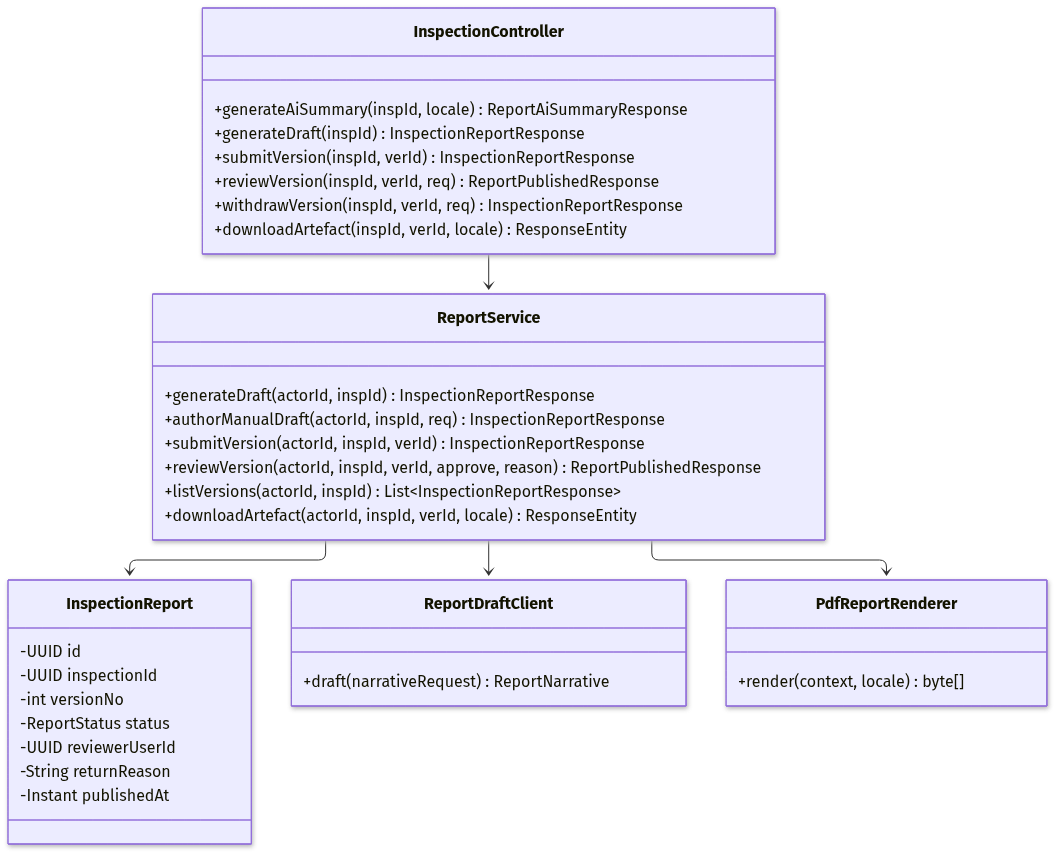 InspectionController
+generateAiSummary(inspId, locale) : ReportAiSummaryResponse
+generateDraft(inspId) : InspectionReportResponse
+submitVersion(inspId, verId) : InspectionReportResponse
+reviewVersion(inspId, verId, req) : ReportPublishedResponse
+withdrawVersion(inspId, verId, req) : InspectionReportResponse
+downloadArtefact(inspId, verId, locale) : ResponseEntity
ReportService
+generateDraft(actorId, inspId) : InspectionReportResponse
+authorManualDraft(actorId, inspId, req) : InspectionReportResponse
+submitVersion(actorId, inspId, verId) : InspectionReportResponse
+reviewVersion(actorId, inspId, verId, approve, reason) : ReportPublishedResponse
+listVersions(actorId, inspId) : List<InspectionReportResponse>
+downloadArtefact(actorId, inspId, verId, locale) : ResponseEntity
InspectionReport
-UUID id
-UUID inspectionId
-int versionNo
-ReportStatus status
-UUID reviewerUserId
-String returnReason
-Instant publishedAt
ReportDraftClient
+draft(narrativeRequest) : ReportNarrative
PdfReportRenderer
+render(context, locale) : byte[]